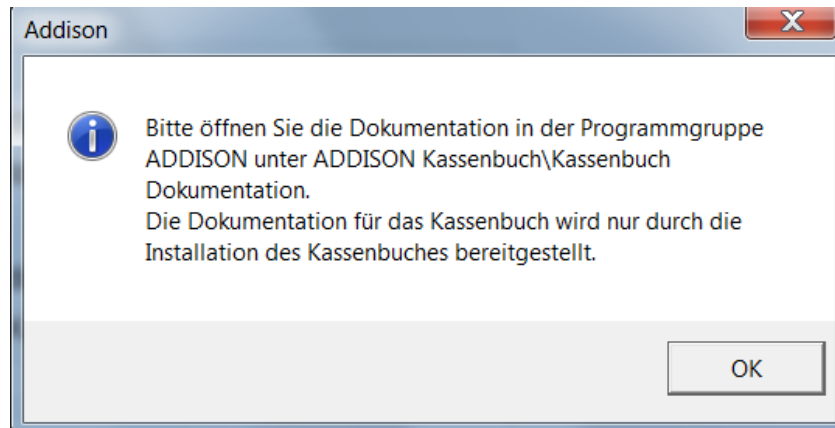 Addison
Bitte öffnen Sie die Dokumentation in der Programmgruppe
ADDISON unter ADDISON Kassenbuch\Kassenbuch
Dokumentation.
Die Dokumentation für das Kassenbuch wird nur durch die
Installation des Kassenbuches bereitgestellt.
OK